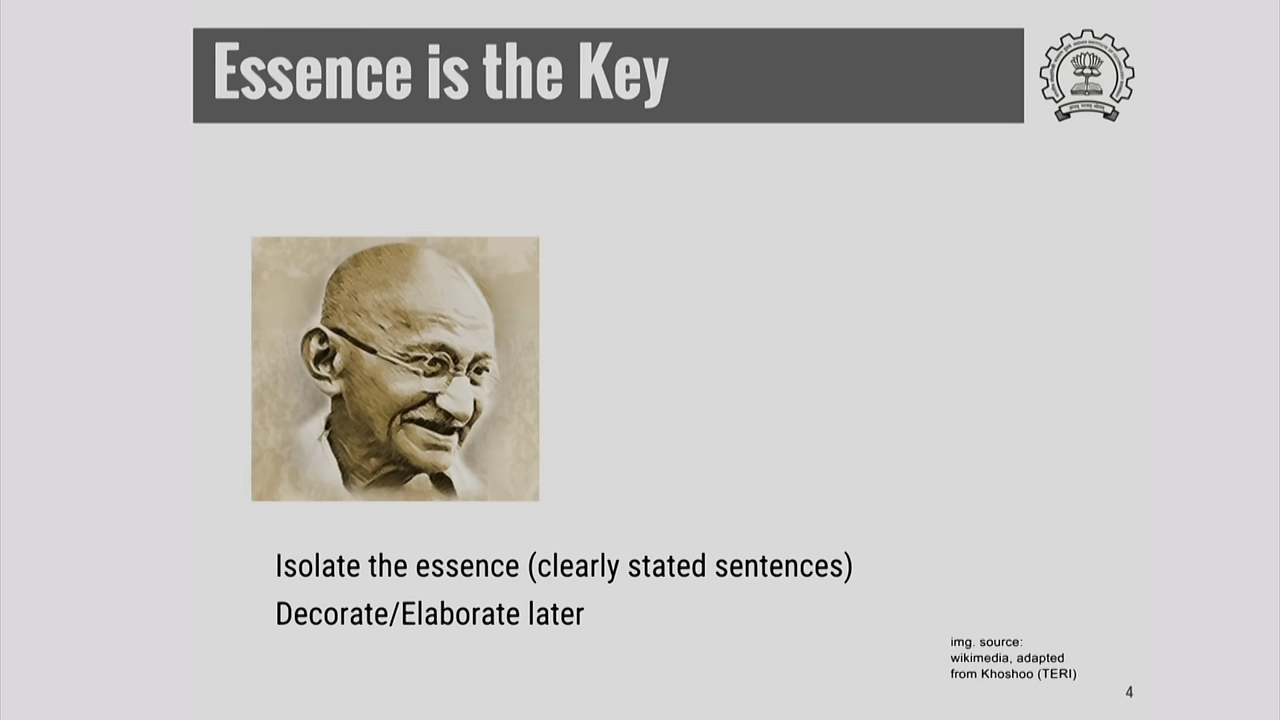 Essence is the Key
Isolate the essence (clearly stated sentences)
Decorate/Elaborate later
img. source:
wikimedia, adapted
from Khoshoo (TERI)
4